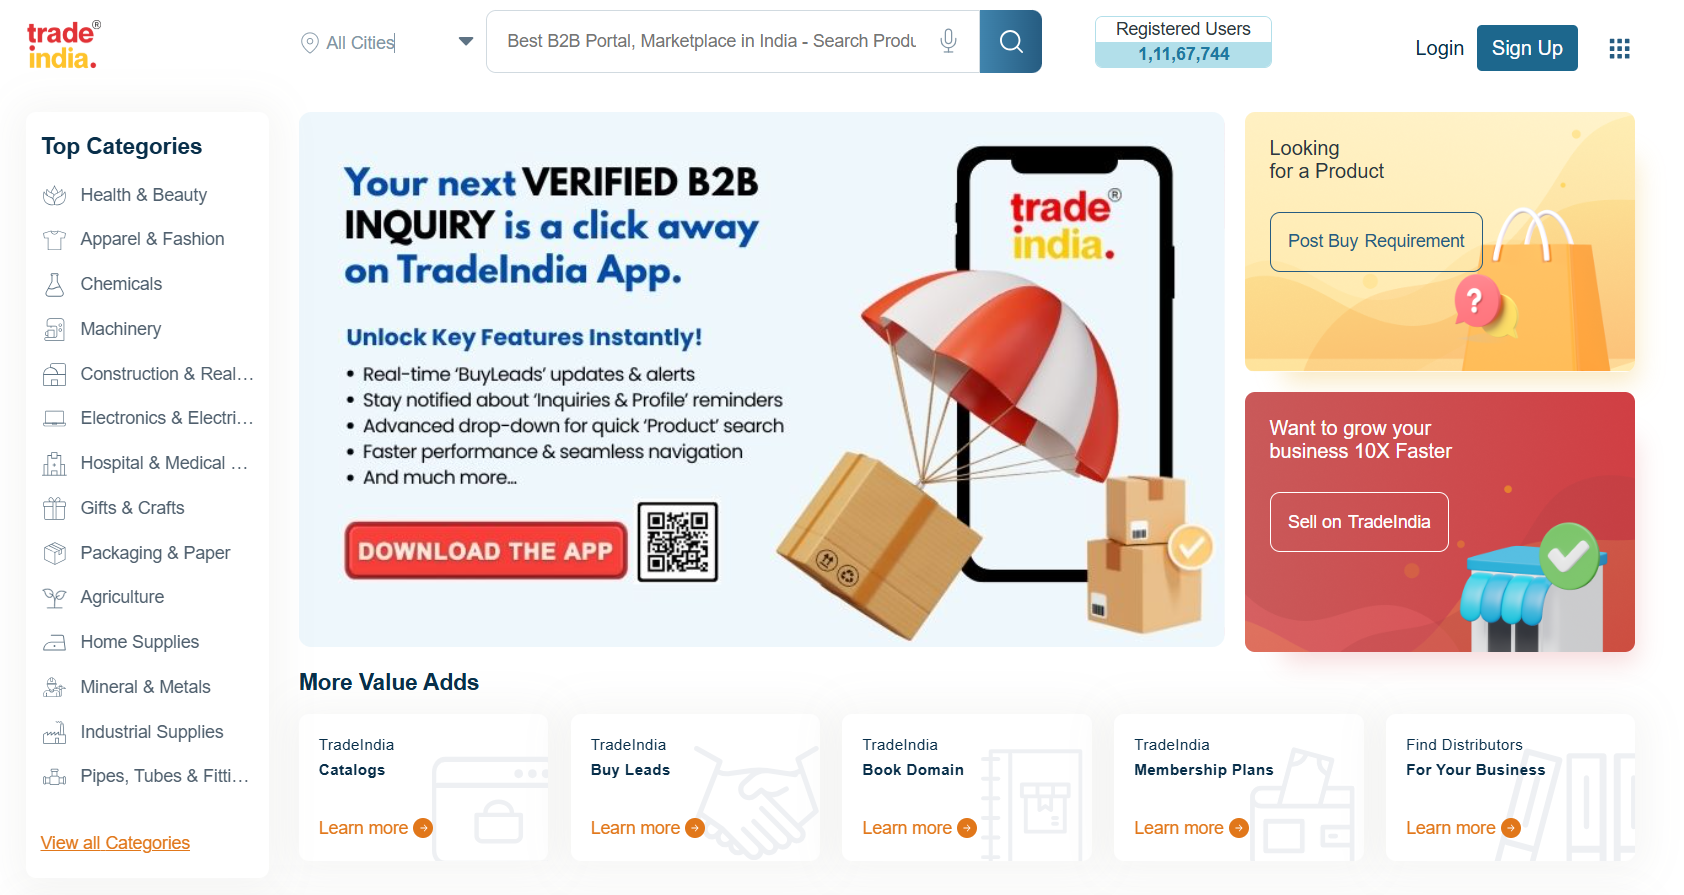 trade®
india.
All Cities
Best B2B Portal, Marketplace in India - Search Produ
Registered Users
1,11,67,744
Login
Sign Up
Top Categories
Health & Beauty
Apparel & Fashion
Chemicals
Machinery
Construction & Real...
Electronics & Electri...
Hospital & Medical ...
Gifts & Crafts
Packaging & Paper
Agriculture
Home Supplies
Mineral & Metals
Industrial Supplies
Pipes, Tubes & Fitti...
View all Categories
Your next VERIFIED B2B
INQUIRY is a click away
on TradeIndia App.
Unlock Key Features Instantly!
• Real-time ‘BuyLeads’ updates & alerts
• Stay notified about ‘Inquiries & Profile’ reminders
• Advanced drop-down for quick ‘Product’ search
• Faster performance & seamless navigation
• And much more...
DOWNLOAD THE APP
trade®
india.
Looking
for a Product
Post Buy Requirement
?
Want to grow your
business 10X Faster
Sell on TradeIndia
More Value Adds
TradeIndia
Catalogs
Learn more
TradeIndia
Buy Leads
Learn more
TradeIndia
Book Domain
Learn more
TradeIndia
Membership Plans
Learn more
Find Distributors
For Your Business
Learn more